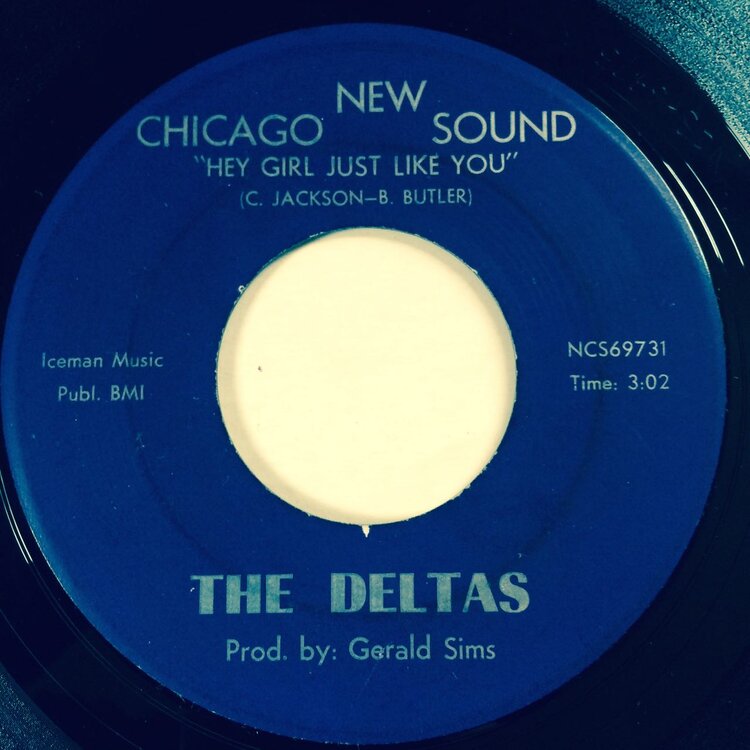 NEW
CHICAGO SOUND
"HEY GIRL JUST LIKE YOU"
(C. JACKSON—B. BUTLER)
Iceman Music
Publ. BMI
NCS69731
Time: 3:02
THE DELTAS
Prod. by: Gerald Sims